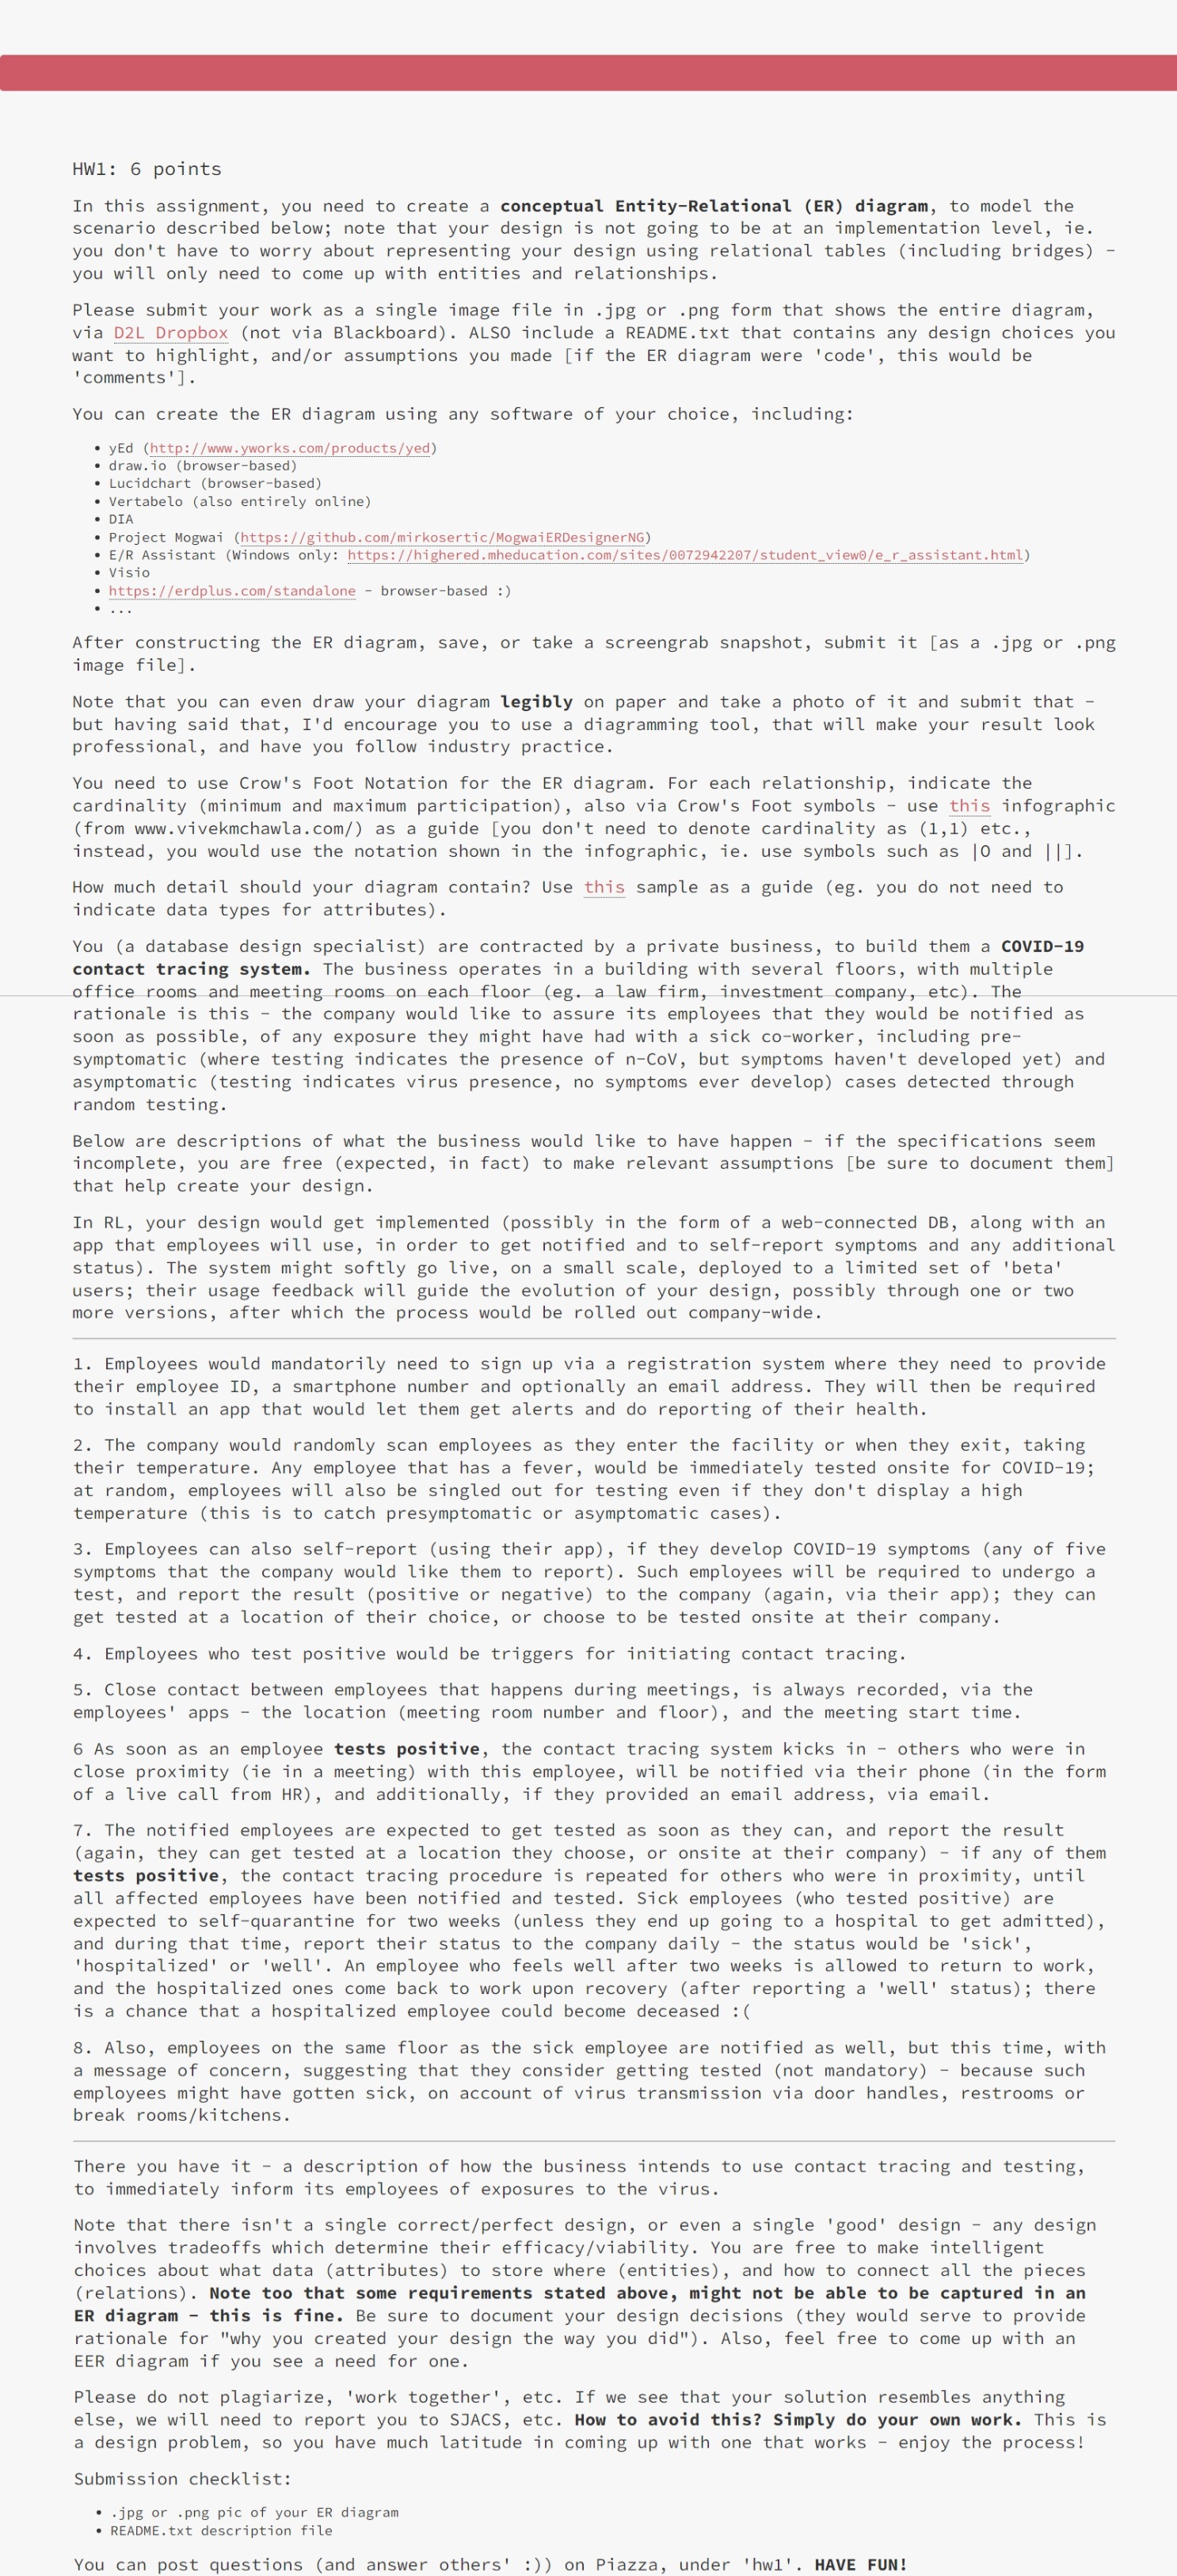 HW1: 6 points
In this assignment, you need to create a conceptual Entity-Relational (ER) diagram, to model the
scenario described below; note that your design is not going to be at an implementation level, ie.
you don't have to worry about representing your design using relational tables (including bridges) -
you will only need to come up with entities and relationships.
Please submit your work as a single image file in .jpg or .png form that shows the entire diagram,
via D2L Dropbox (not via Blackboard). ALSO include a README.txt that contains any design choices you
want to highlight, and/or assumptions you made [if the ER diagram were 'code', this would be
'comments'].
You can create the ER diagram using any software of your choice, including:
• yEd (http://www.yworks.com/products/yed)
• draw.io (browser-based)
• Lucidchart (browser-based)
• Vertabelo (also entirely online)
• DIA
• Project Mogwai (https://github.com/mirkosertic/MogwaiERDesignerNG)
• E/R Assistant (Windows only: https://highered.mheducation.com/sites/0072942207/student_view0/e_r_assistant.html)
• Visio
• https://erdplus.com/standalone - browser-based :)
• ...
After constructing the ER diagram, save, or take a screengrab snapshot, submit it [as a .jpg or .png
image file].
Note that you can even draw your diagram legibly on paper and take a photo of it and submit that -
but having said that, I'd encourage you to use a diagramming tool, that will make your result look
professional, and have you follow industry practice.
You need to use Crow's Foot Notation for the ER diagram. For each relationship, indicate the
cardinality (minimum and maximum participation), also via Crow's Foot symbols - use this infographic
(from www.vivekmchawla.com/) as a guide [you don't need to denote cardinality as (1,1) etc.,
instead, you would use the notation shown in the infographic, ie. use symbols such as |O and ||].
How much detail should your diagram contain? Use this sample as a guide (eg. you do not need to
indicate data types for attributes).
You (a database design specialist) are contracted by a private business, to build them a COVID-19
contact tracing system. The business operates in a building with several floors, with multiple
office rooms and meeting rooms on each floor (eg. a law firm, investment company, etc). The
rationale is this - the company would like to assure its employees that they would be notified as
soon as possible, of any exposure they might have had with a sick co-worker, including pre-
symptomatic (where testing indicates the presence of n-CoV, but symptoms haven't developed yet) and
asymptomatic (testing indicates virus presence, no symptoms ever develop) cases detected through
random testing.
Below are descriptions of what the business would like to have happen - if the specifications seem
incomplete, you are free (expected, in fact) to make relevant assumptions [be sure to document them]
that help create your design.
In RL, your design would get implemented (possibly in the form of a web-connected DB, along with an
app that employees will use, in order to get notified and to self-report symptoms and any additional
status). The system might softly go live, on a small scale, deployed to a limited set of 'beta'
users; their usage feedback will guide the evolution of your design, possibly through one or two
more versions, after which the process would be rolled out company-wide.
1. Employees would mandatorily need to sign up via a registration system where they need to provide
their employee ID, a smartphone number and optionally an email address. They will then be required
to install an app that would let them get alerts and do reporting of their health.
2. The company would randomly scan employees as they enter the facility or when they exit, taking
their temperature. Any employee that has a fever, would be immediately tested onsite for COVID-19;
at random, employees will also be singled out for testing even if they don't display a high
temperature (this is to catch presymptomatic or asymptomatic cases).
3. Employees can also self-report (using their app), if they develop COVID-19 symptoms (any of five
symptoms that the company would like them to report). Such employees will be required to undergo a
test, and report the result (positive or negative) to the company (again, via their app); they can
get tested at a location of their choice, or choose to be tested onsite at their company.
4. Employees who test positive would be triggers for initiating contact tracing.
5. Close contact between employees that happens during meetings, is always recorded, via the
employees' apps - the location (meeting room number and floor), and the meeting start time.
6 As soon as an employee tests positive, the contact tracing system kicks in - others who were in
close proximity (ie in a meeting) with this employee, will be notified via their phone (in the form
of a live call from HR), and additionally, if they provided an email address, via email.
7. The notified employees are expected to get tested as soon as they can, and report the result
(again, they can get tested at a location they choose, or onsite at their company) - if any of them
tests positive, the contact tracing procedure is repeated for others who were in proximity, until
all affected employees have been notified and tested. Sick employees (who tested positive) are
expected to self-quarantine for two weeks (unless they end up going to a hospital to get admitted),
and during that time, report their status to the company daily - the status would be 'sick',
'hospitalized' or 'well'. An employee who feels well after two weeks is allowed to return to work,
and the hospitalized ones come back to work upon recovery (after reporting a 'well' status); there
is a chance that a hospitalized employee could become deceased :(
8. Also, employees on the same floor as the sick employee are notified as well, but this time, with
a message of concern, suggesting that they consider getting tested (not mandatory) - because such
employees might have gotten sick, on account of virus transmission via door handles, restrooms or
break rooms/kitchens.
There you have it - a description of how the business intends to use contact tracing and testing,
to immediately inform its employees of exposures to the virus.
Note that there isn't a single correct/perfect design, or even a single 'good' design - any design
involves tradeoffs which determine their efficacy/viability. You are free to make intelligent
choices about what data (attributes) to store where (entities), and how to connect all the pieces
(relations). Note too that some requirements stated above, might not be able to be captured in an
ER diagram - this is fine. Be sure to document your design decisions (they would serve to provide
rationale for "why you created your design the way you did"). Also, feel free to come up with an
EER diagram if you see a need for one.
Please do not plagiarize, 'work together', etc. If we see that your solution resembles anything
else, we will need to report you to SJACS, etc. How to avoid this? Simply do your own work. This is
a design problem, so you have much latitude in coming up with one that works - enjoy the process!
Submission checklist:
• .jpg or .png pic of your ER diagram
• README.txt description file
You can post questions (and answer others' :)) on Piazza, under 'hw1'. HAVE FUN!